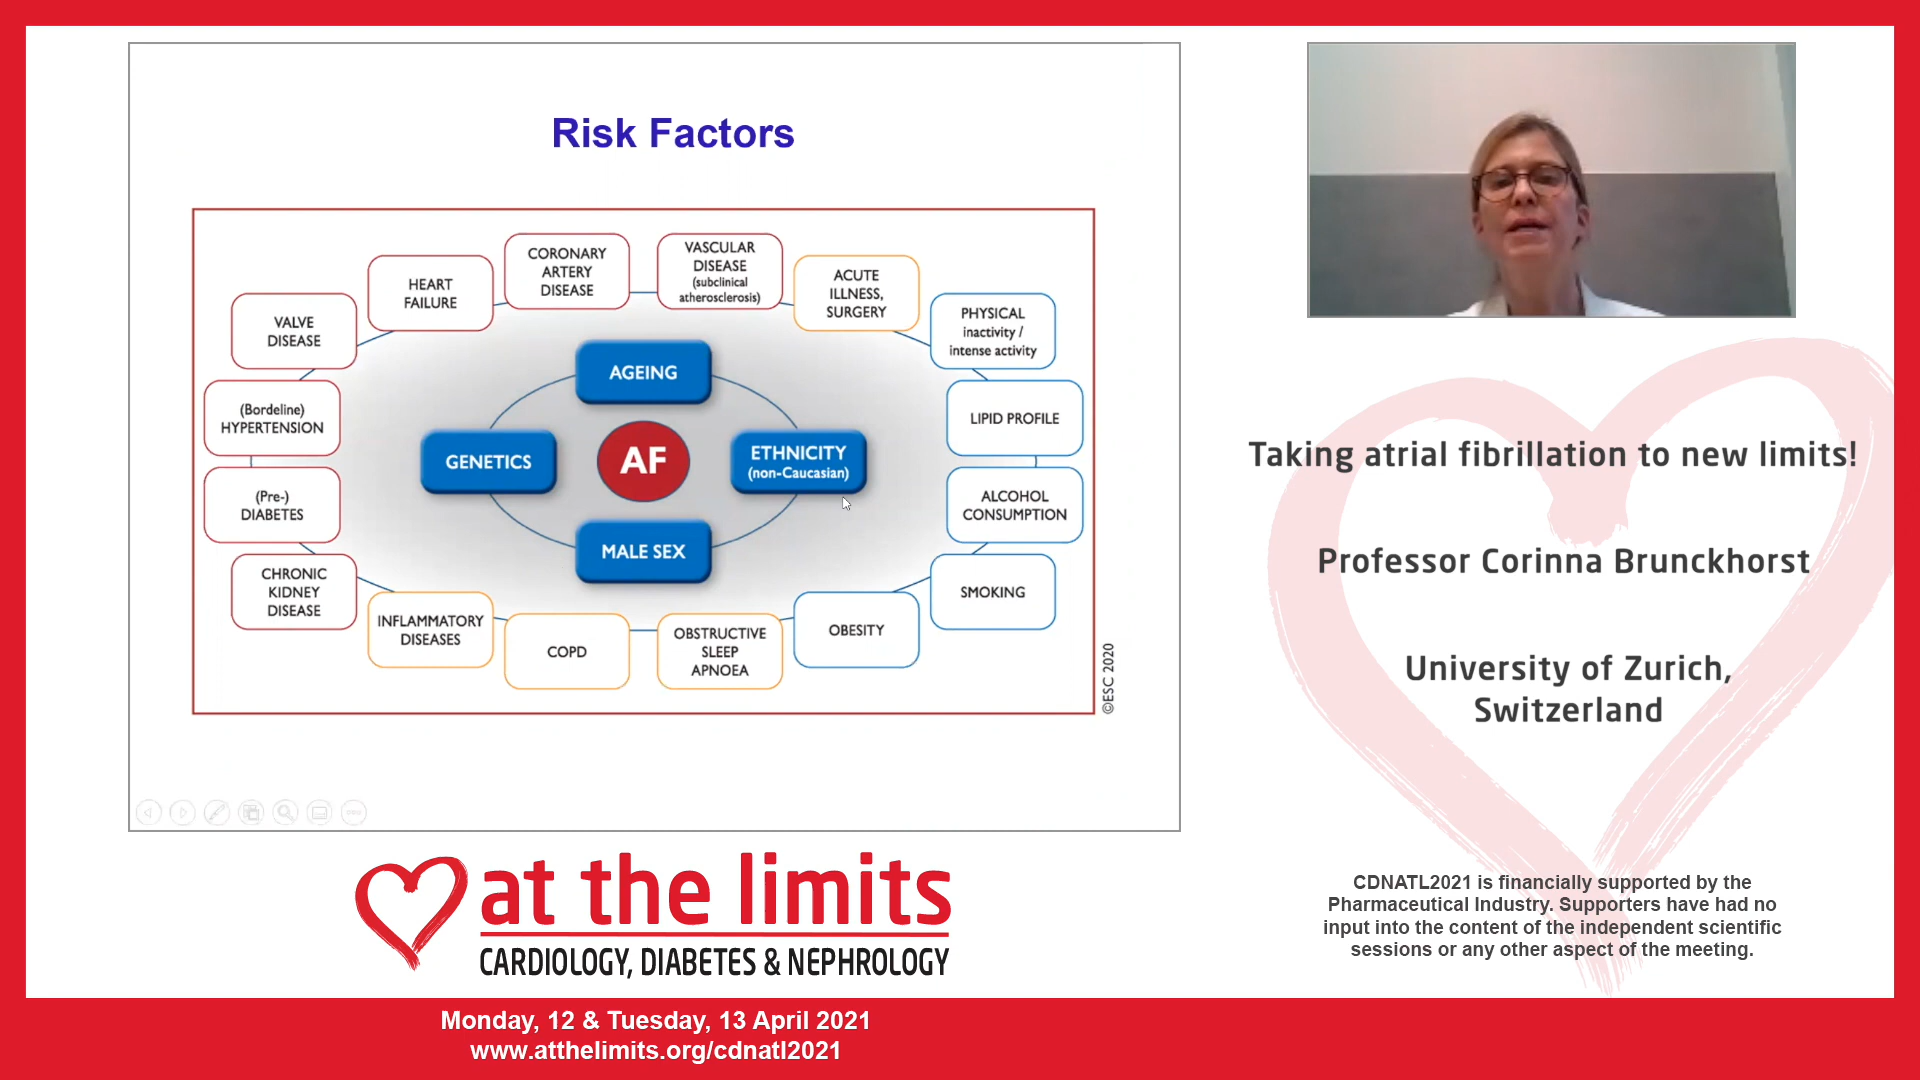 Risk Factors
CORONARY
ARTERY
DISEASE
VASCULAR
DISEASE
(subclinical
atherosclerosis)
HEART
FAILURE
ACUTE
ILLNESS,
SURGERY
VALVE
DISEASE
PHYSICAL
inactivity /
intense activity
AGEING
(Bordeline)
HYPERTENSION
LIPID PROFILE
GENETICS
AF
ETHNICITY
(non-Caucasian)
(Pre-)
DIABETES
ALCOHOL
CONSUMPTION
MALE SEX
CHRONIC
KIDNEY
DISEASE
SMOKING
INFLAMMATORY
DISEASES
COPD
OBSTRUCTIVE
SLEEP
APNOEA
OBESITY
©ESC 2020
Taking atrial fibrillation to new limits!
Professor Corinna Brunckhorst
University of Zurich,
Switzerland
at the limits
CARDIOLOGY, DIABETES & NEPHROLOGY
CDNATL2021 is financially supported by the
Pharmaceutical Industry. Supporters have had no
input into the content of the independent scientific
sessions or any other aspect of the meeting.
Monday, 12 & Tuesday, 13 April 2021
www.atthelimits.org/cdnatl2021